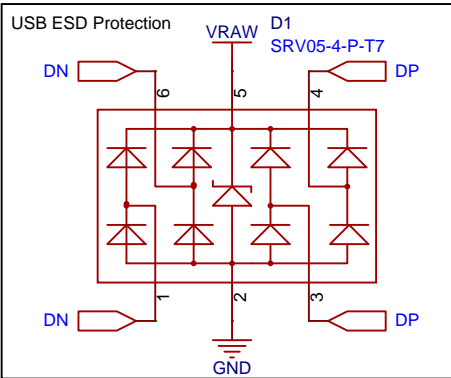 USB ESD Protection
VRAW
D1
SRV05-4-P-T7
DN
DP
6
5
4
1
2
3
DN
DP
GND